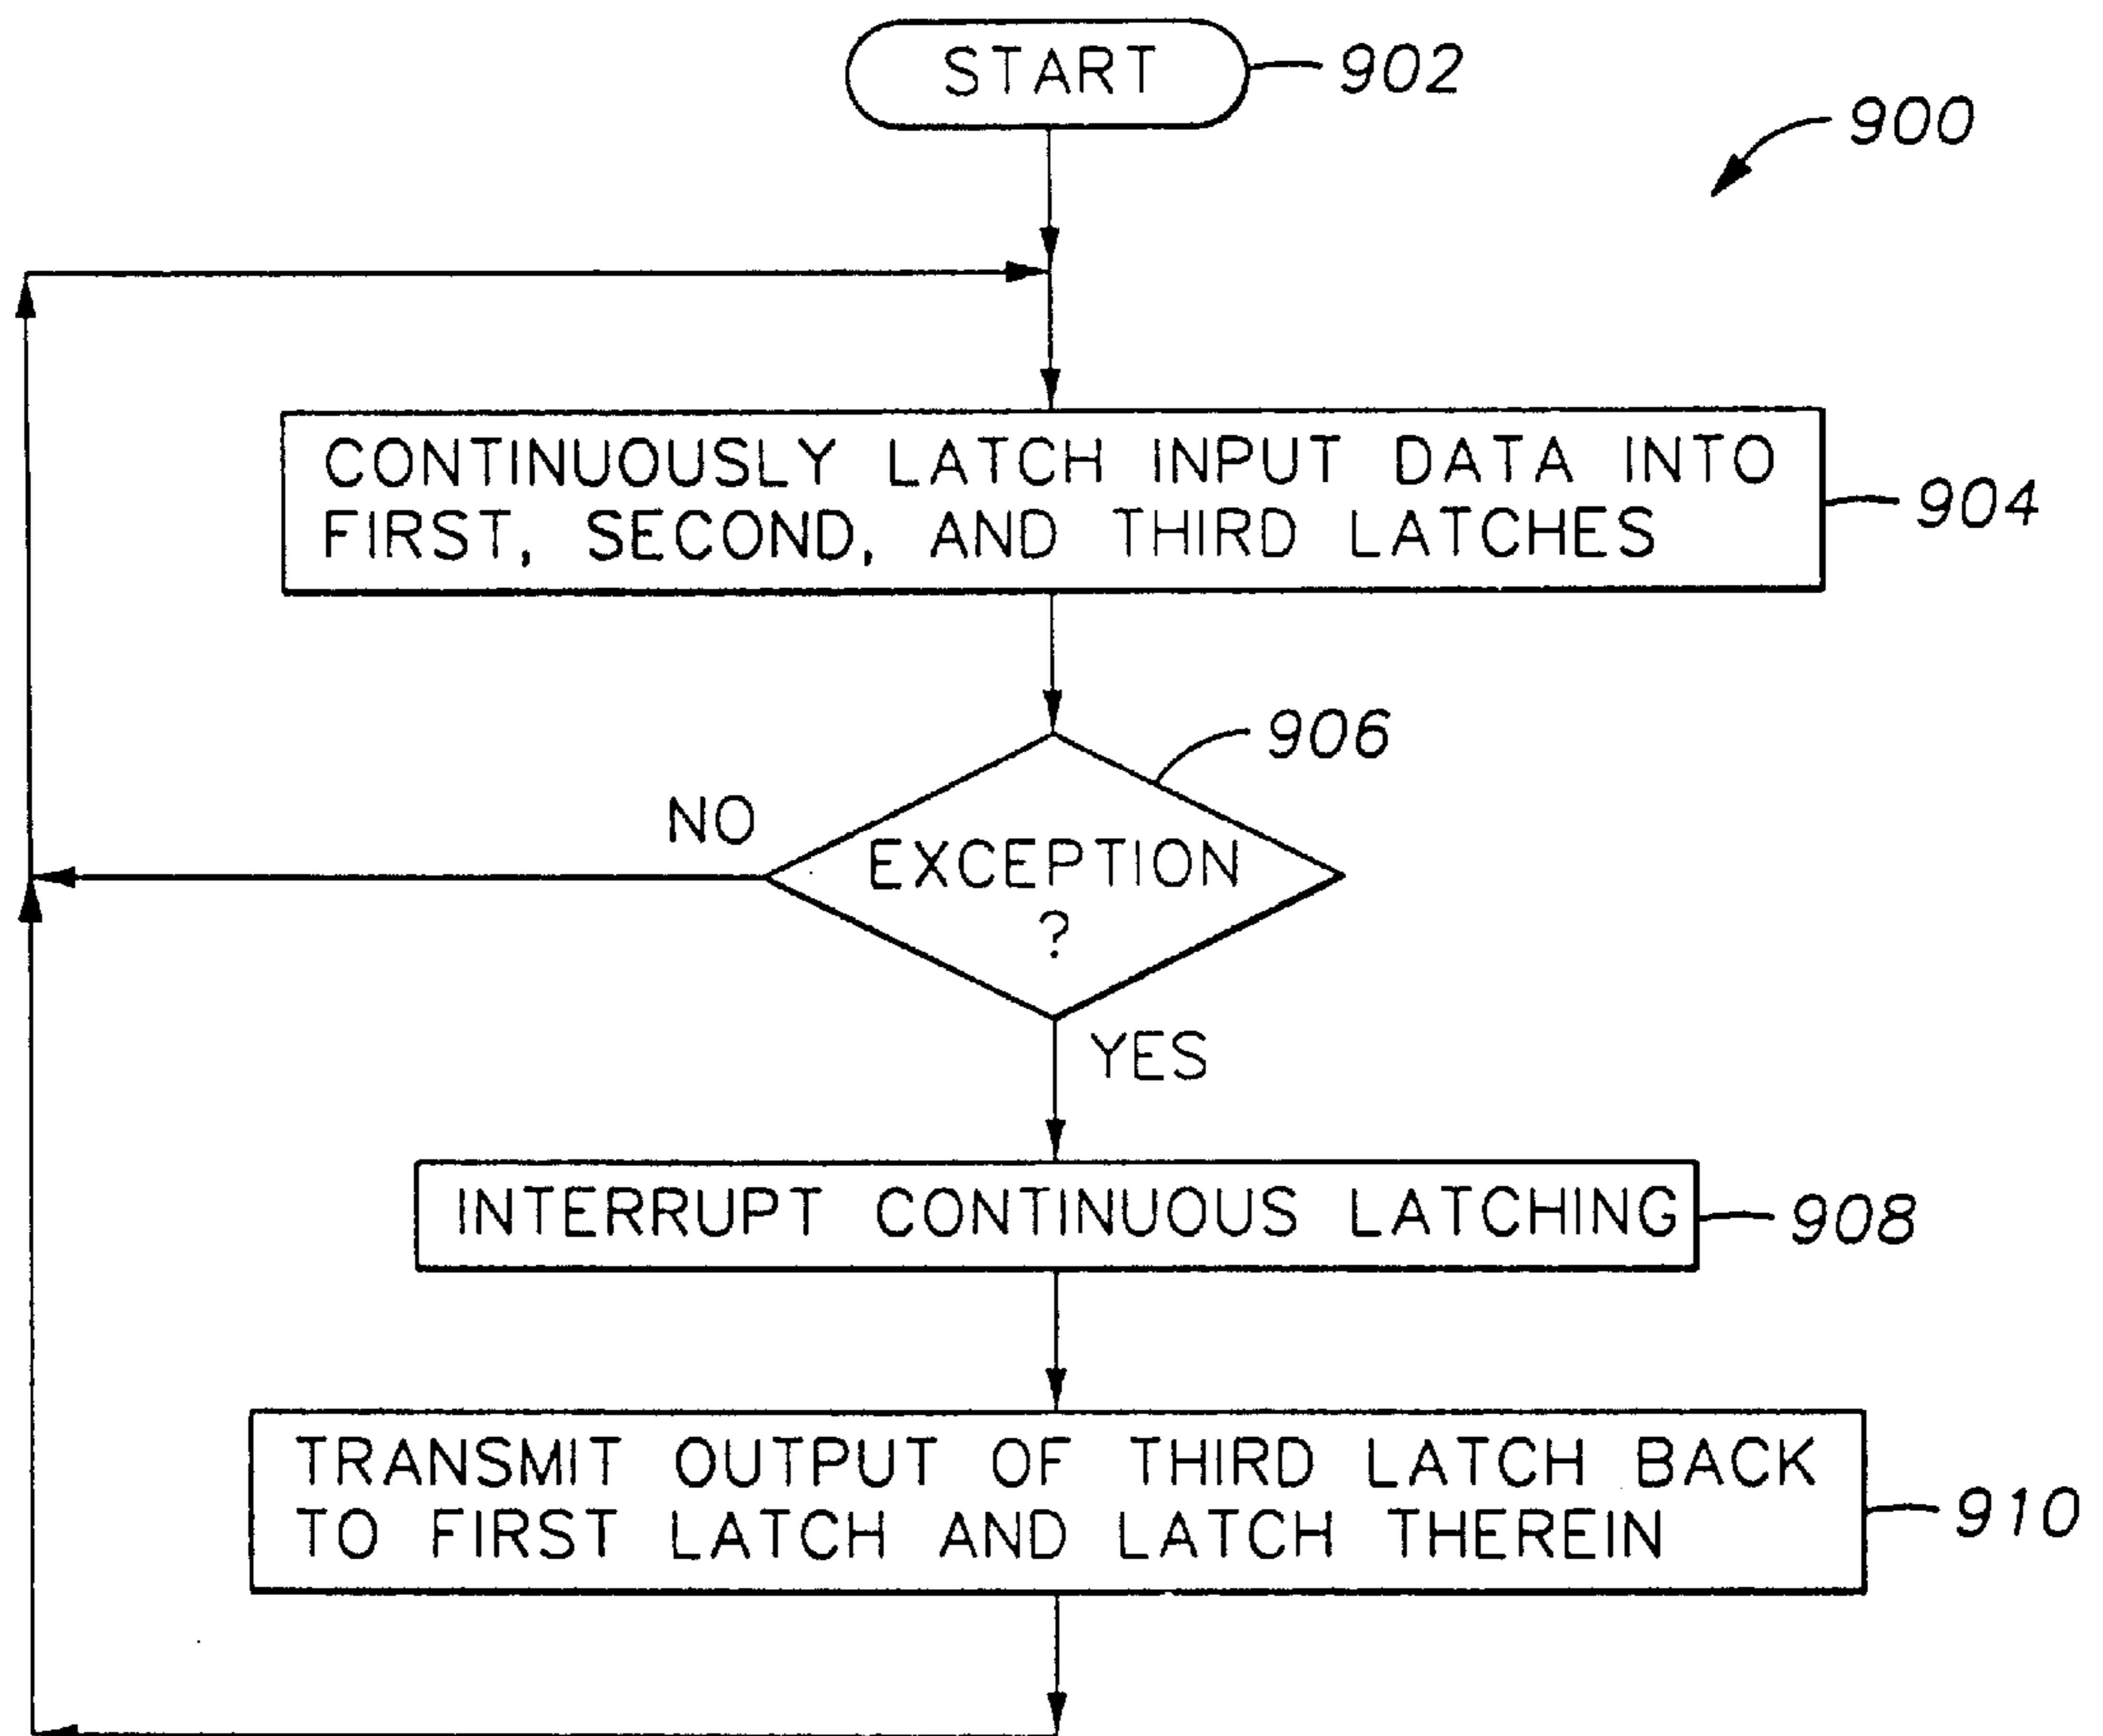 START
902
900
CONTINUOUSLY LATCH INPUT DATA INTO
FIRST, SECOND, AND THIRD LATCHES
904
906
NO
EXCEPTION
?
YES
INTERRUPT CONTINUOUS LATCHING
908
TRANSMIT OUTPUT OF THIRD LATCH BACK
TO FIRST LATCH AND LATCH THEREIN
910